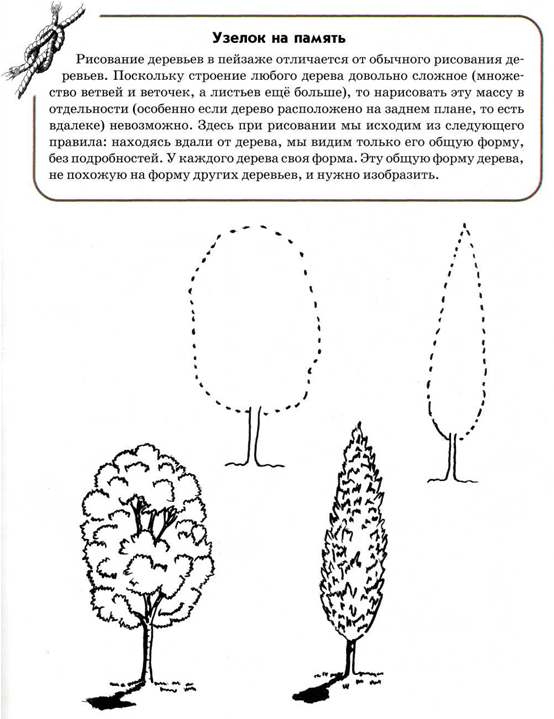 Узелок на память
Рисование деревьев в пейзаже отличается от обычного рисования де-
ревьев. Поскольку строение любого дерева довольно сложное (множе-
ство ветвей и веточек, а листьев ещё больше), то нарисовать эту массу в
отдельности (особенно если дерево расположено на заднем плане, то есть
вдалеке) невозможно. Здесь при рисовании мы исходим из следующего
правила: находясь вдали от дерева, мы видим только его общую форму,
без подробностей. У каждого дерева своя форма. Эту общую форму дерева,
не похожую на форму других деревьев, и нужно изобразить.